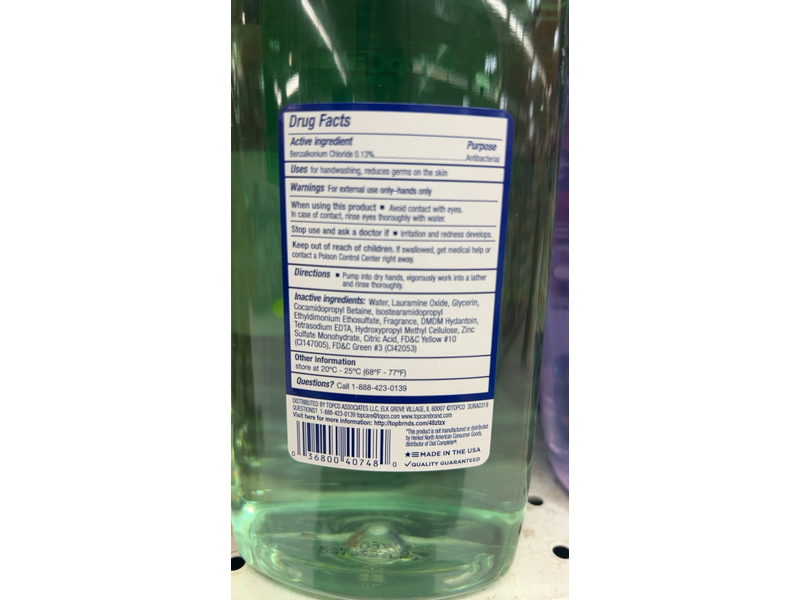 Drug Facts
Active ingredient Purpose
Benzalkonium Chloride 0.13% Antibacterial
Uses for handwashing, reduces germs on the skin
Warnings For external use only–hands only
When using this product ■ Avoid contact with eyes.
In case of contact, rinse eyes thoroughly with water.
Stop use and ask a doctor if ■ irritation and redness develops.
Keep out of reach of children. If swallowed, get medical help or
contact a Poison Control Center right away.
Directions ■ Pump into dry hands, vigorously work into a lather
and rinse thoroughly.
Inactive ingredients: Water, Lauramine Oxide, Glycerin,
Cocamidopropyl Betaine, Isostearamidopropyl
Ethyldimonium Ethosulfate, Fragrance, DMDM Hydantoin,
Tetrasodium EDTA, Hydroxypropyl Methyl Cellulose, Zinc
Sulfate Monohydrate, Citric Acid, FD&C Yellow #10
(CI147005), FD&C Green #3 (CI42053)
Other information
store at 20ºC - 25ºC (68ºF - 77ºF)
Questions? Call 1-888-423-0139
DISTRIBUTED BY TOPCO ASSOCIATES LLC, ELK GROVE VILLAGE, IL 60007 ©TOPCO SURA0319
QUESTIONS? 1-888-423-0139 topcare@topco.com www.topcarebrand.com
Visit here for more information: http://topbrnds.com/48ztzx
*This product is not manufactured or distributed
by Henkel North American Consumer Goods,
distributor of Dial Complete®.
MADE IN THE USA
QUALITY GUARANTEED
0 36800 40748 0